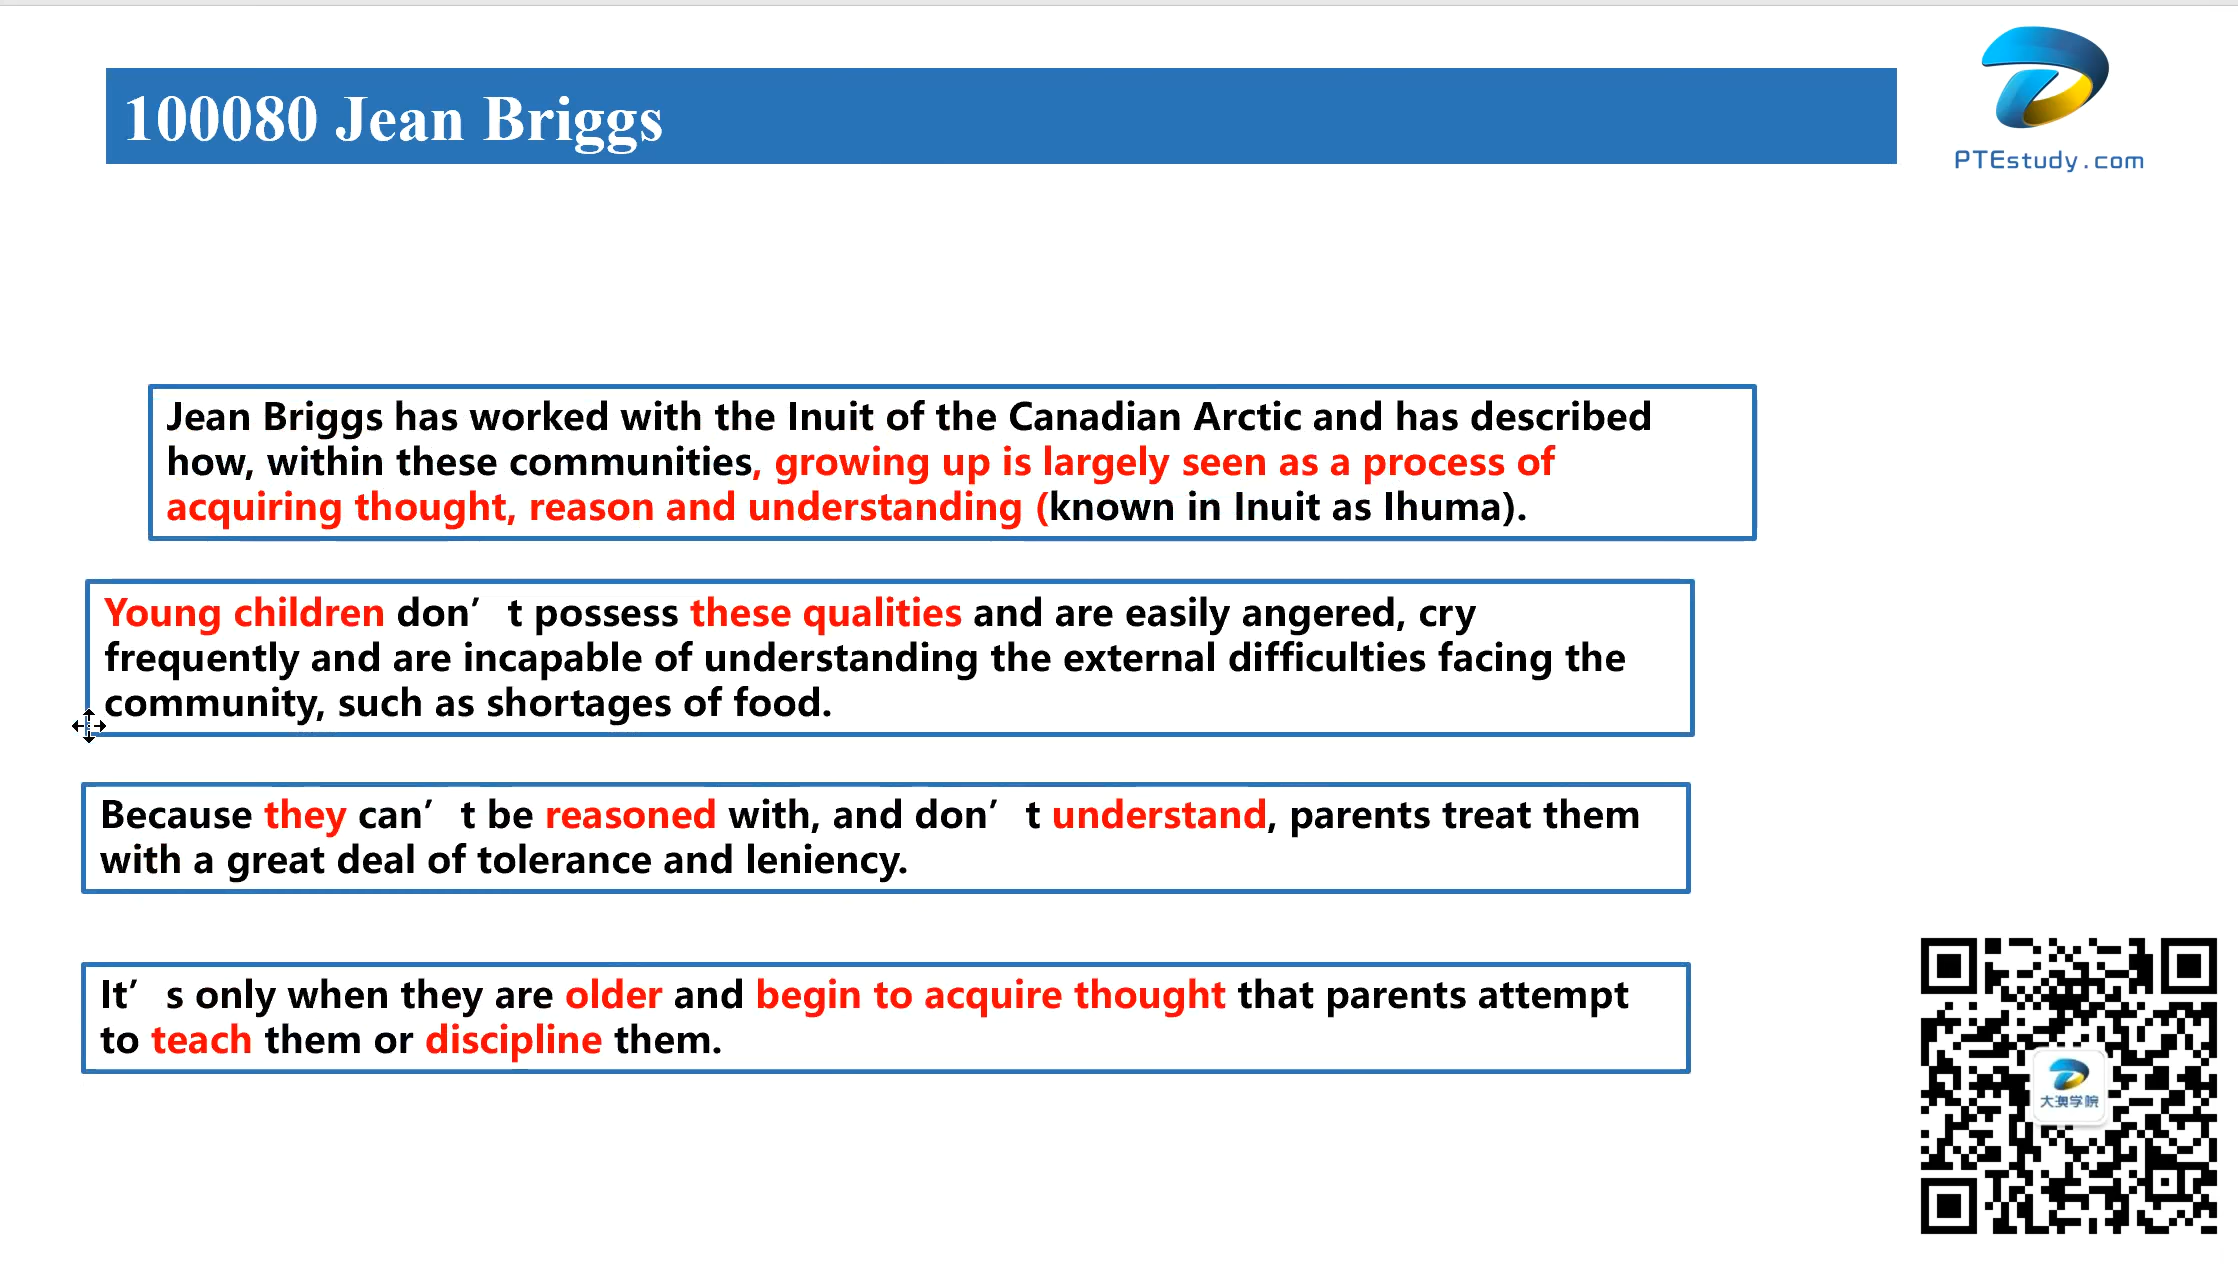 100080 Jean Briggs
PTEstudy.com
Jean Briggs has worked with the Inuit of the Canadian Arctic and has described
how, within these communities, growing up is largely seen as a process of
acquiring thought, reason and understanding (known in Inuit as Ihuma).
Young children don’t possess these qualities and are easily angered, cry
frequently and are incapable of understanding the external difficulties facing the
community, such as shortages of food.
Because they can’t be reasoned with, and don’t understand, parents treat them
with a great deal of tolerance and leniency.
It’s only when they are older and begin to acquire thought that parents attempt
to teach them or discipline them.
大澳学院